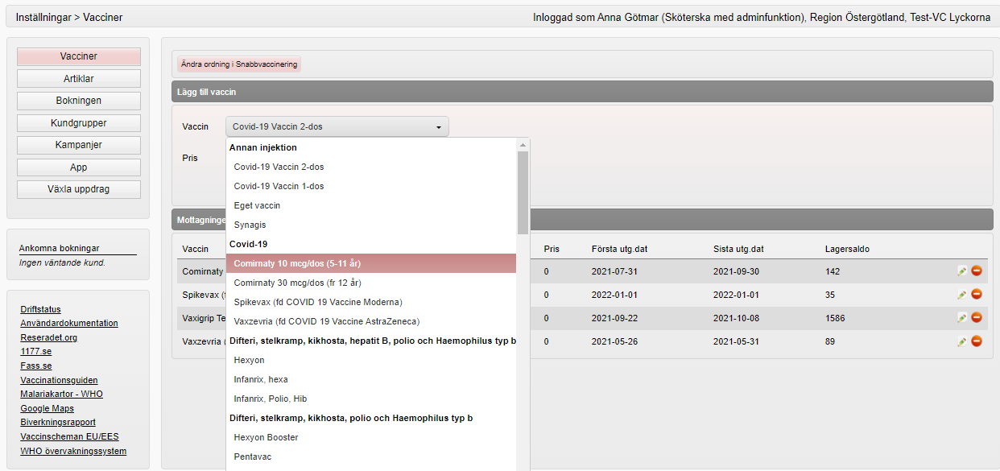 Inställningar > Vacciner
Inloggad som Anna Götmar (Sköterska med adminfunktion), Region Östergötland, Test-VC Lyckorna
Vacciner
Artiklar
Bokningen
Kundgrupper
Kampanjer
App
Växla uppdrag
Ankomna bokningar
Ingen väntande kund.
Driftstatus
Användardokumentation
Reseradet.org
1177.se
Fass.se
Vaccinationsguiden
Malariakartor - WHO
Google Maps
Biverkningsrapport
Vaccinscheman EU/EES
WHO övervakningssystem
Ändra ordning i Snabbvaccinering
Lägg till vaccin
Vaccin
Covid-19 Vaccin 2-dos
Pris
Annan injektion
Covid-19 Vaccin 2-dos
Covid-19 Vaccin 1-dos
Eget vaccin
Synagis
Covid-19
Comirnaty 10 mcg/dos (5-11 år)
Comirnaty 30 mcg/dos (fr 12 år)
Spikevax (fd COVID 19 Vaccine Moderna)
Vaxzevria (fd COVID 19 Vaccine AstraZeneca)
Difteri, stelkramp, kikhosta, hepatit B, polio och Haemophilus typ b
Hexyon
Infanrix, hexa
Infanrix, Polio, Hib
Difteri, stelkramp, kikhosta, polio och Haemophilus typ b
Hexyon Booster
Pentavac
Mottagninge
Vaccin Pris Första utg.dat Sista utg.dat Lagersaldo
Comirnaty 0 2021-07-31 2021-09-30 142
Spikevax (f 0 2022-01-01 2022-01-01 35
Vaxigrip Te 0 2021-09-22 2021-10-08 1586
Vaxzevria ( 0 2021-05-26 2021-05-31 89